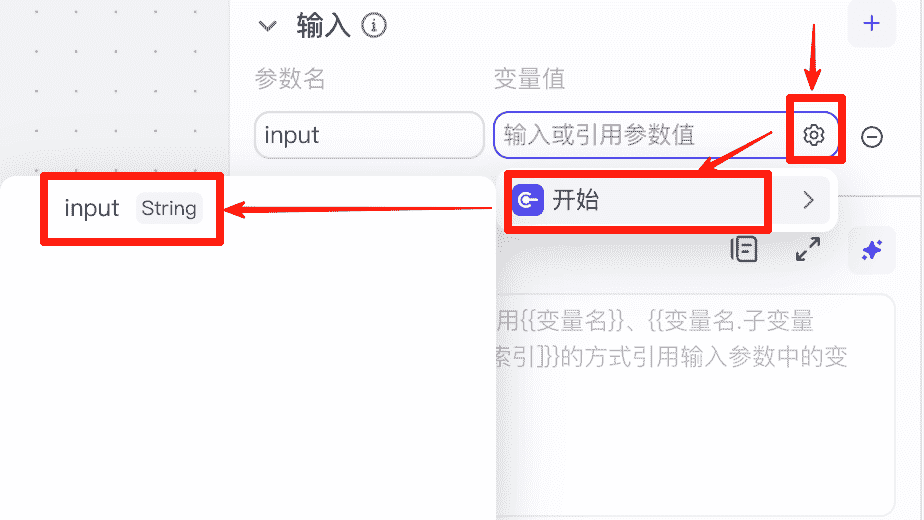 输入
参数名
变量值
input
输入或引用参数值
input String
开始
用{{变量名}}、{{变量名.子变量
索引]}}的方式引用输入参数中的变